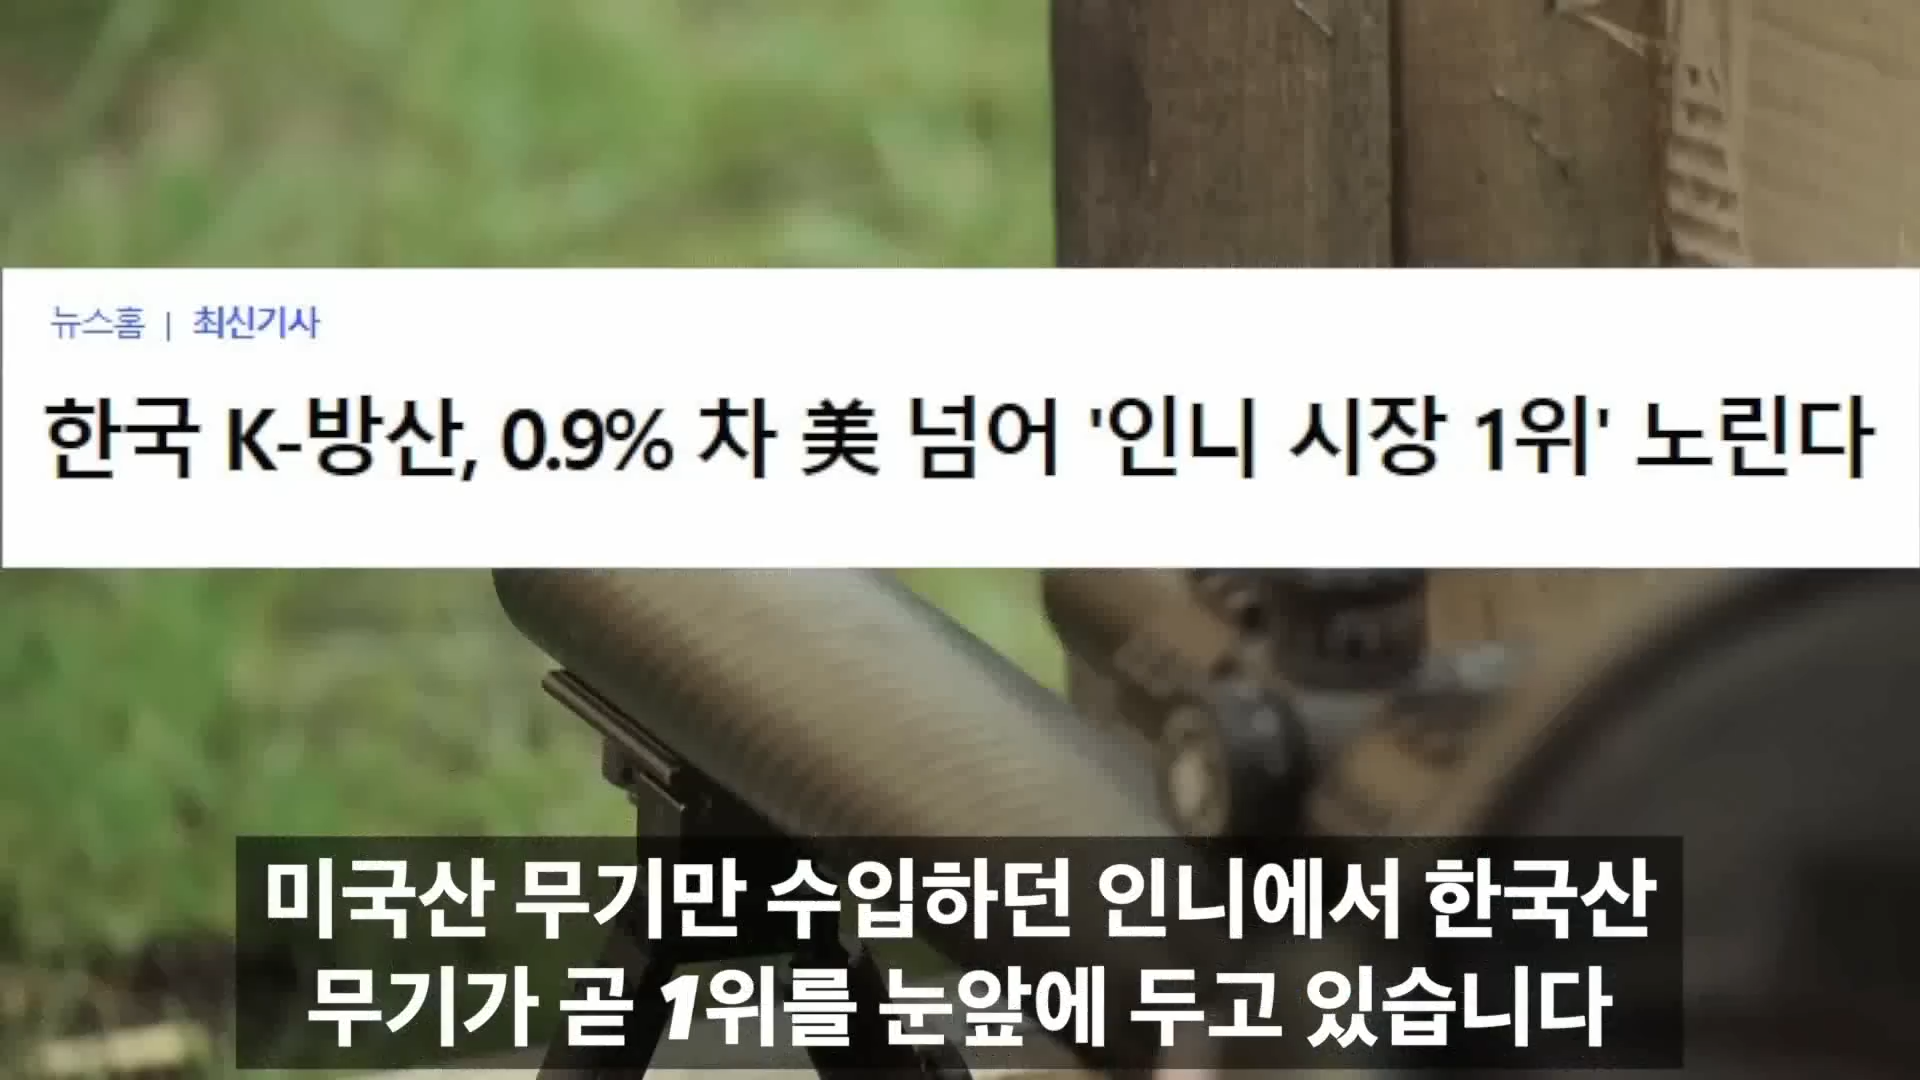 뉴스홈 | 최신기사
한국 K-방산, 0.9% 차 美 넘어 '인니 시장 1위' 노린다
미국산 무기만 수입하던 인니에서 한국산
무기가 곧 1위를 눈앞에 두고 있습니다